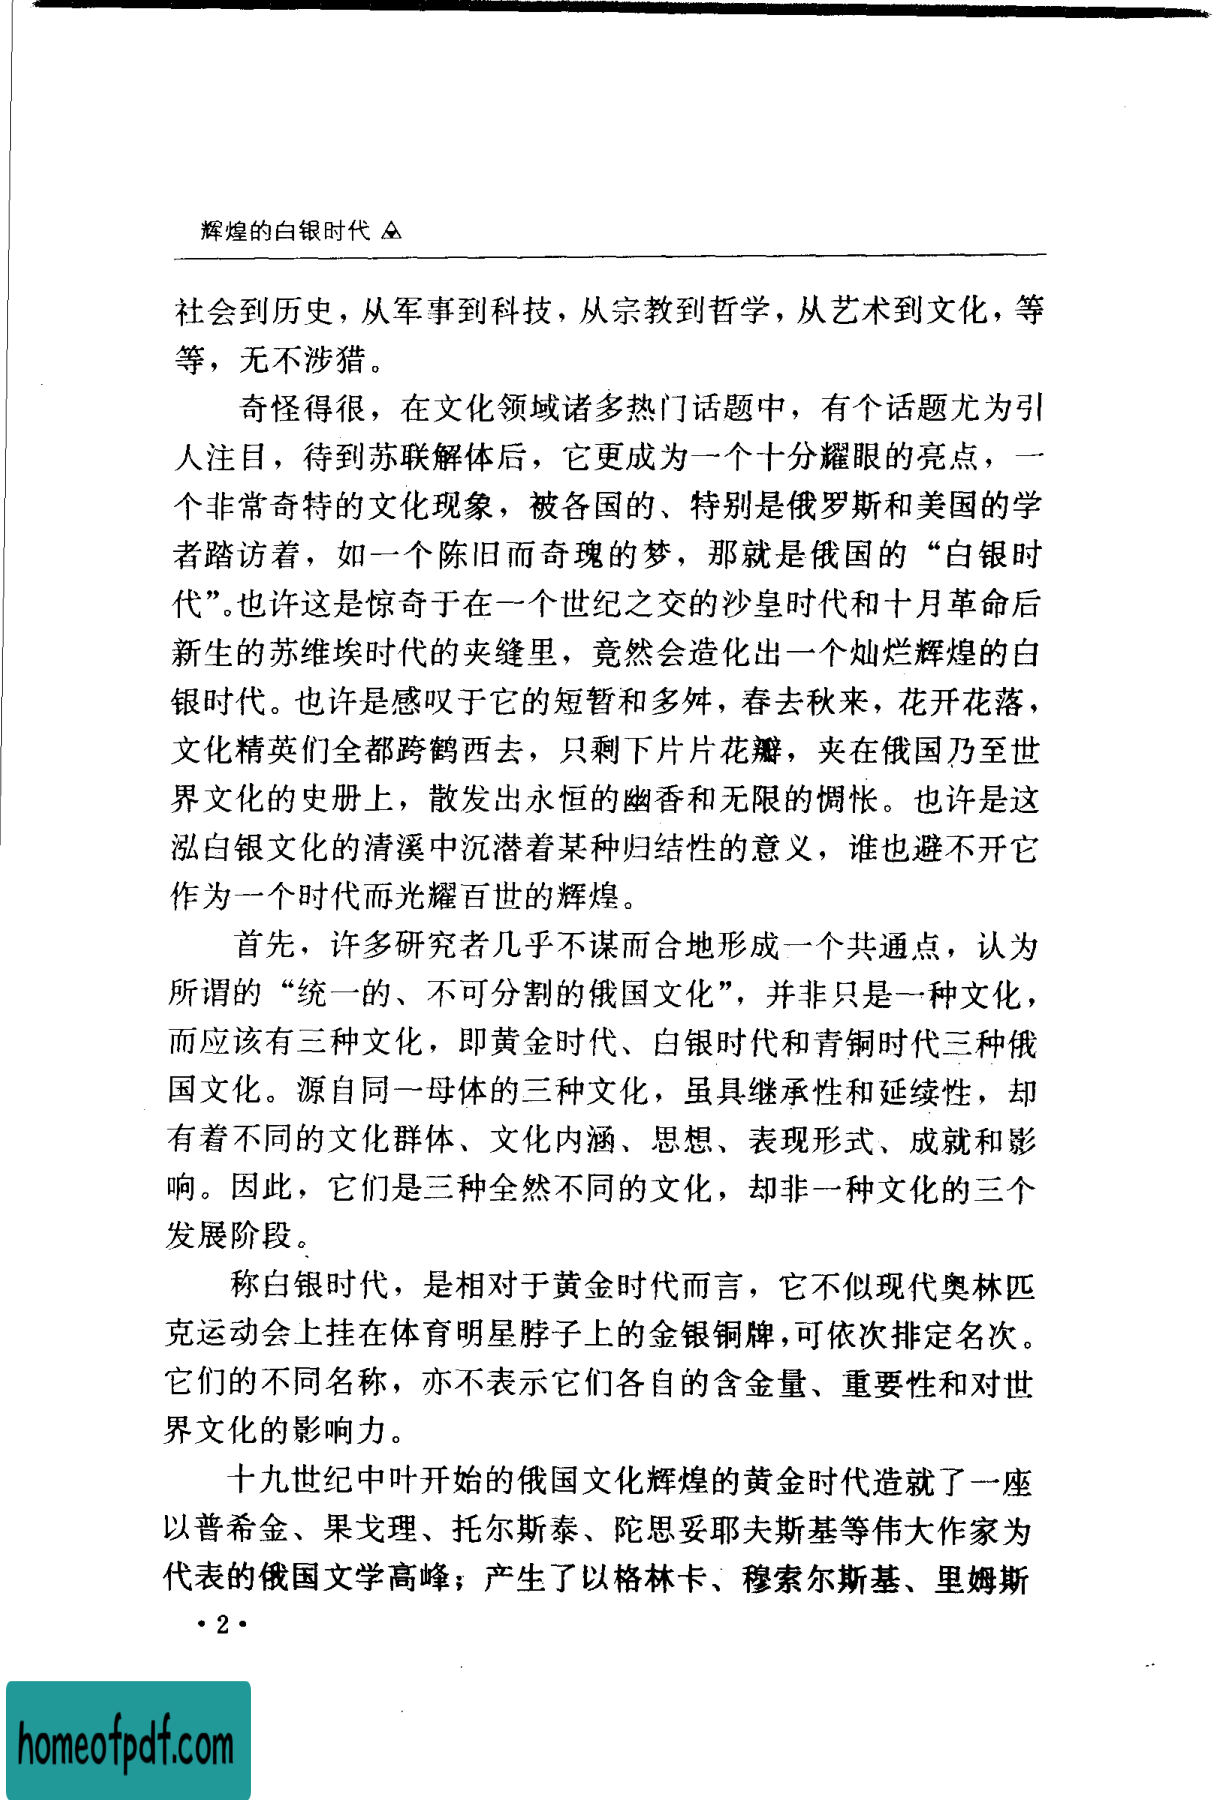 辉煌的白银时代
社会到历史，从军事到科技，从宗教到哲学，从艺术到文化，等
等，无不涉猎。
奇怪得很，在文化领域诸多热门话题中，有个话题尤为引
人注目，待到苏联解体后，它更成为一个十分耀眼的亮点，一
个非常奇特的文化现象，被各国的、特别是俄罗斯和美国的学
者踏访着，如一个陈旧而奇瑰的梦，那就是俄国的“白银时
代”。也许这是惊奇于在一个世纪之交的沙皇时代和十月革命后
新生的苏维埃时代的夹缝里，竟然会造化出一个灿烂辉煌的白
银时代。也许是感叹于它的短暂和多舛，春去秋来，花开花落，
文化精英们全都跨鹤西去，只剩下片片花瓣，夹在俄国乃至世
界文化的史册上，散发出永恒的幽香和无限的惆怅。也许是这
泓白银文化的清溪中沉潜着某种归结性的意义，谁也避不开它
作为一个时代而光耀百世的辉煌。
首先，许多研究者几乎不谋而合地形成一个共通点，认为
所谓的“统一的、不可分割的俄国文化”，并非只是一种文化，
而应该有三种文化，即黄金时代、白银时代和青铜时代三种俄
国文化。源自同一母体的三种文化，虽具继承性和延续性，却
有着不同的文化群体、文化内涵、思想、表现形式、成就和影
响。因此，它们是三种全然不同的文化，却非一种文化的三个
发展阶段。
称白银时代，是相对于黄金时代而言，它不似现代奥林匹
克运动会上挂在体育明星脖子上的金银铜牌，可依次排定名次。
它们的不同名称，亦不表示它们各自的含金量、重要性和对世
界文化的影响力。
十九世纪中叶开始的俄国文化辉煌的黄金时代造就了一座
以普希金、果戈理、托尔斯泰、陀思妥耶夫斯基等伟大作家为
代表的俄国文学高峰；产生了以格林卡、穆索尔斯基、里姆斯
·2·
homeofpdf.com